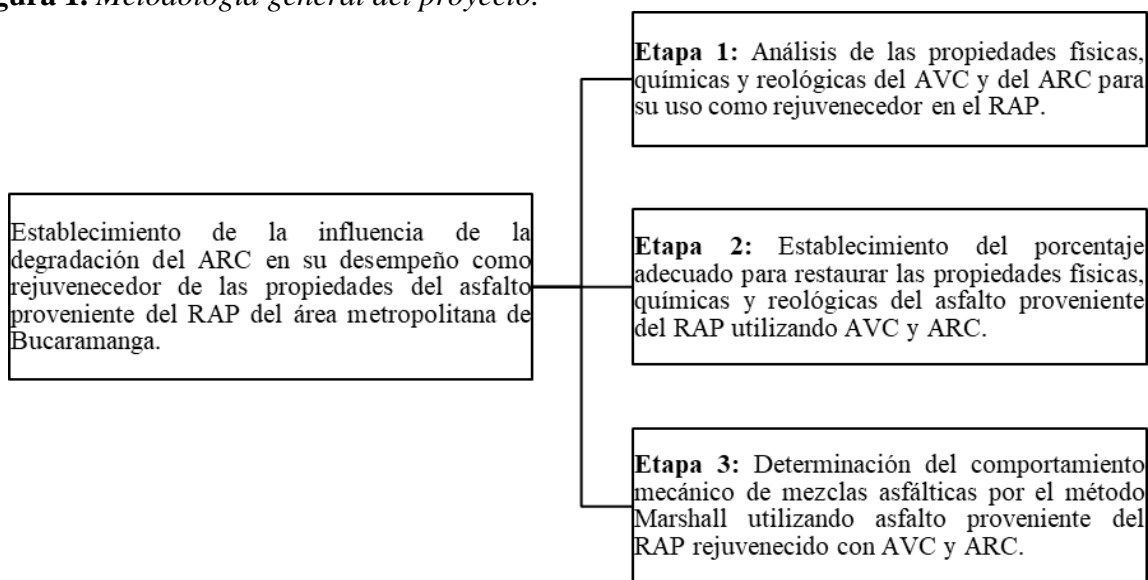 gura 1. Metodología general del proyecto.
Etapa 1: Análisis de las propiedades físicas,
químicas y reológicas del AVC y del ARC para
su uso como rejuvenecedor en el RAP.
Establecimiento de la influencia de la
degradación del ARC en su desempeño como
rejuvenecedor de las propiedades del asfalto
proveniente del RAP del área metropolitana de
Bucaramanga.
Etapa 2: Establecimiento del porcentaje
adecuado para restaurar las propiedades físicas,
químicas y reológicas del asfalto proveniente
del RAP utilizando AVC y ARC.
Etapa 3: Determinación del comportamiento
mecánico de mezclas asfálticas por el método
Marshall utilizando asfalto proveniente del
RAP rejuvenecido con AVC y ARC.